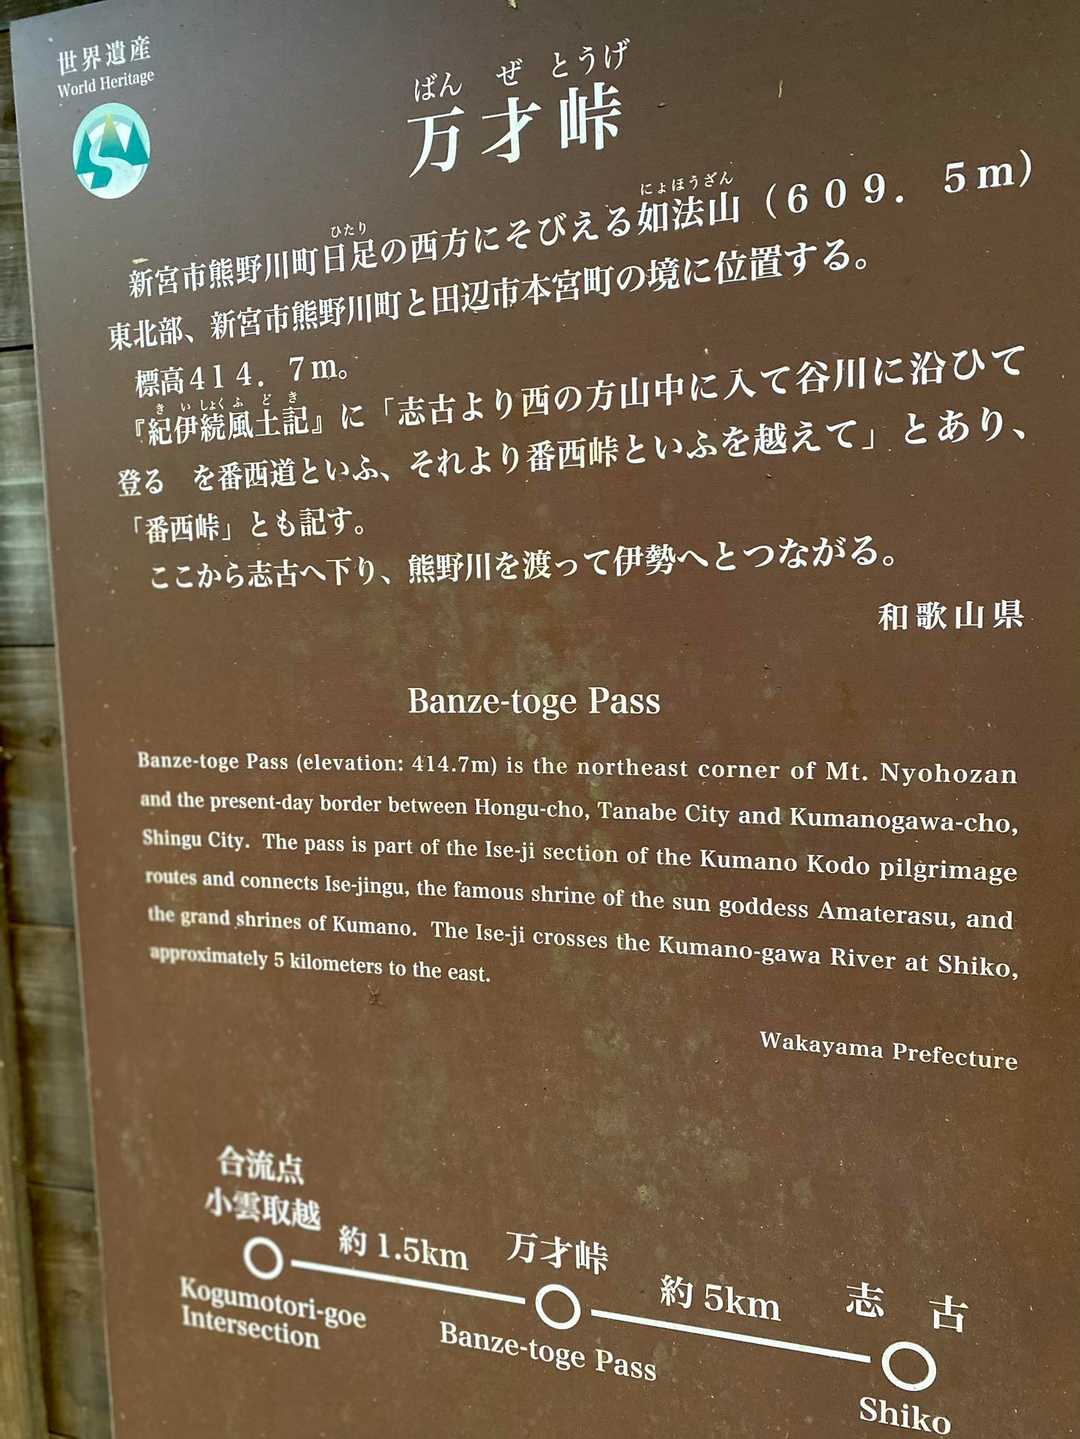 世界遺産
World Heritage
ばん ぜ とうげ
万才峠
ひたり にょほうざん
新宮市熊野川町日足の西方にそびえる如法山（６０９．５ｍ）
東北部、新宮市熊野川町と田辺市本宮町の境に位置する。
標高４１４．７ｍ。
き い しょく ふ ど き
『紀伊続風土記』に「志古より西の方山中に入て谷川に沿ひて
登る　を番西道といふ、それより番西峠といふを越えて」とあり、
「番西峠」とも記す。
ここから志古へ下り、熊野川を渡って伊勢へとつながる。
和歌山県
Banze-toge Pass
Banze-toge Pass (elevation: 414.7m) is the northeast corner of Mt. Nyohozan
and the present-day border between Hongu-cho, Tanabe City and Kumanogawa-cho,
Shingu City. The pass is part of the Ise-ji section of the Kumano Kodo pilgrimage
routes and connects Ise-jingu, the famous shrine of the sun goddess Amaterasu, and
the grand shrines of Kumano. The Ise-ji crosses the Kumano-gawa River at Shiko,
approximately 5 kilometers to the east.
Wakayama Prefecture
合流点
小雲取越
約 1.5km
万才峠
約 5km
志古
Kogumotori-goe
Intersection
Banze-toge Pass
Shiko